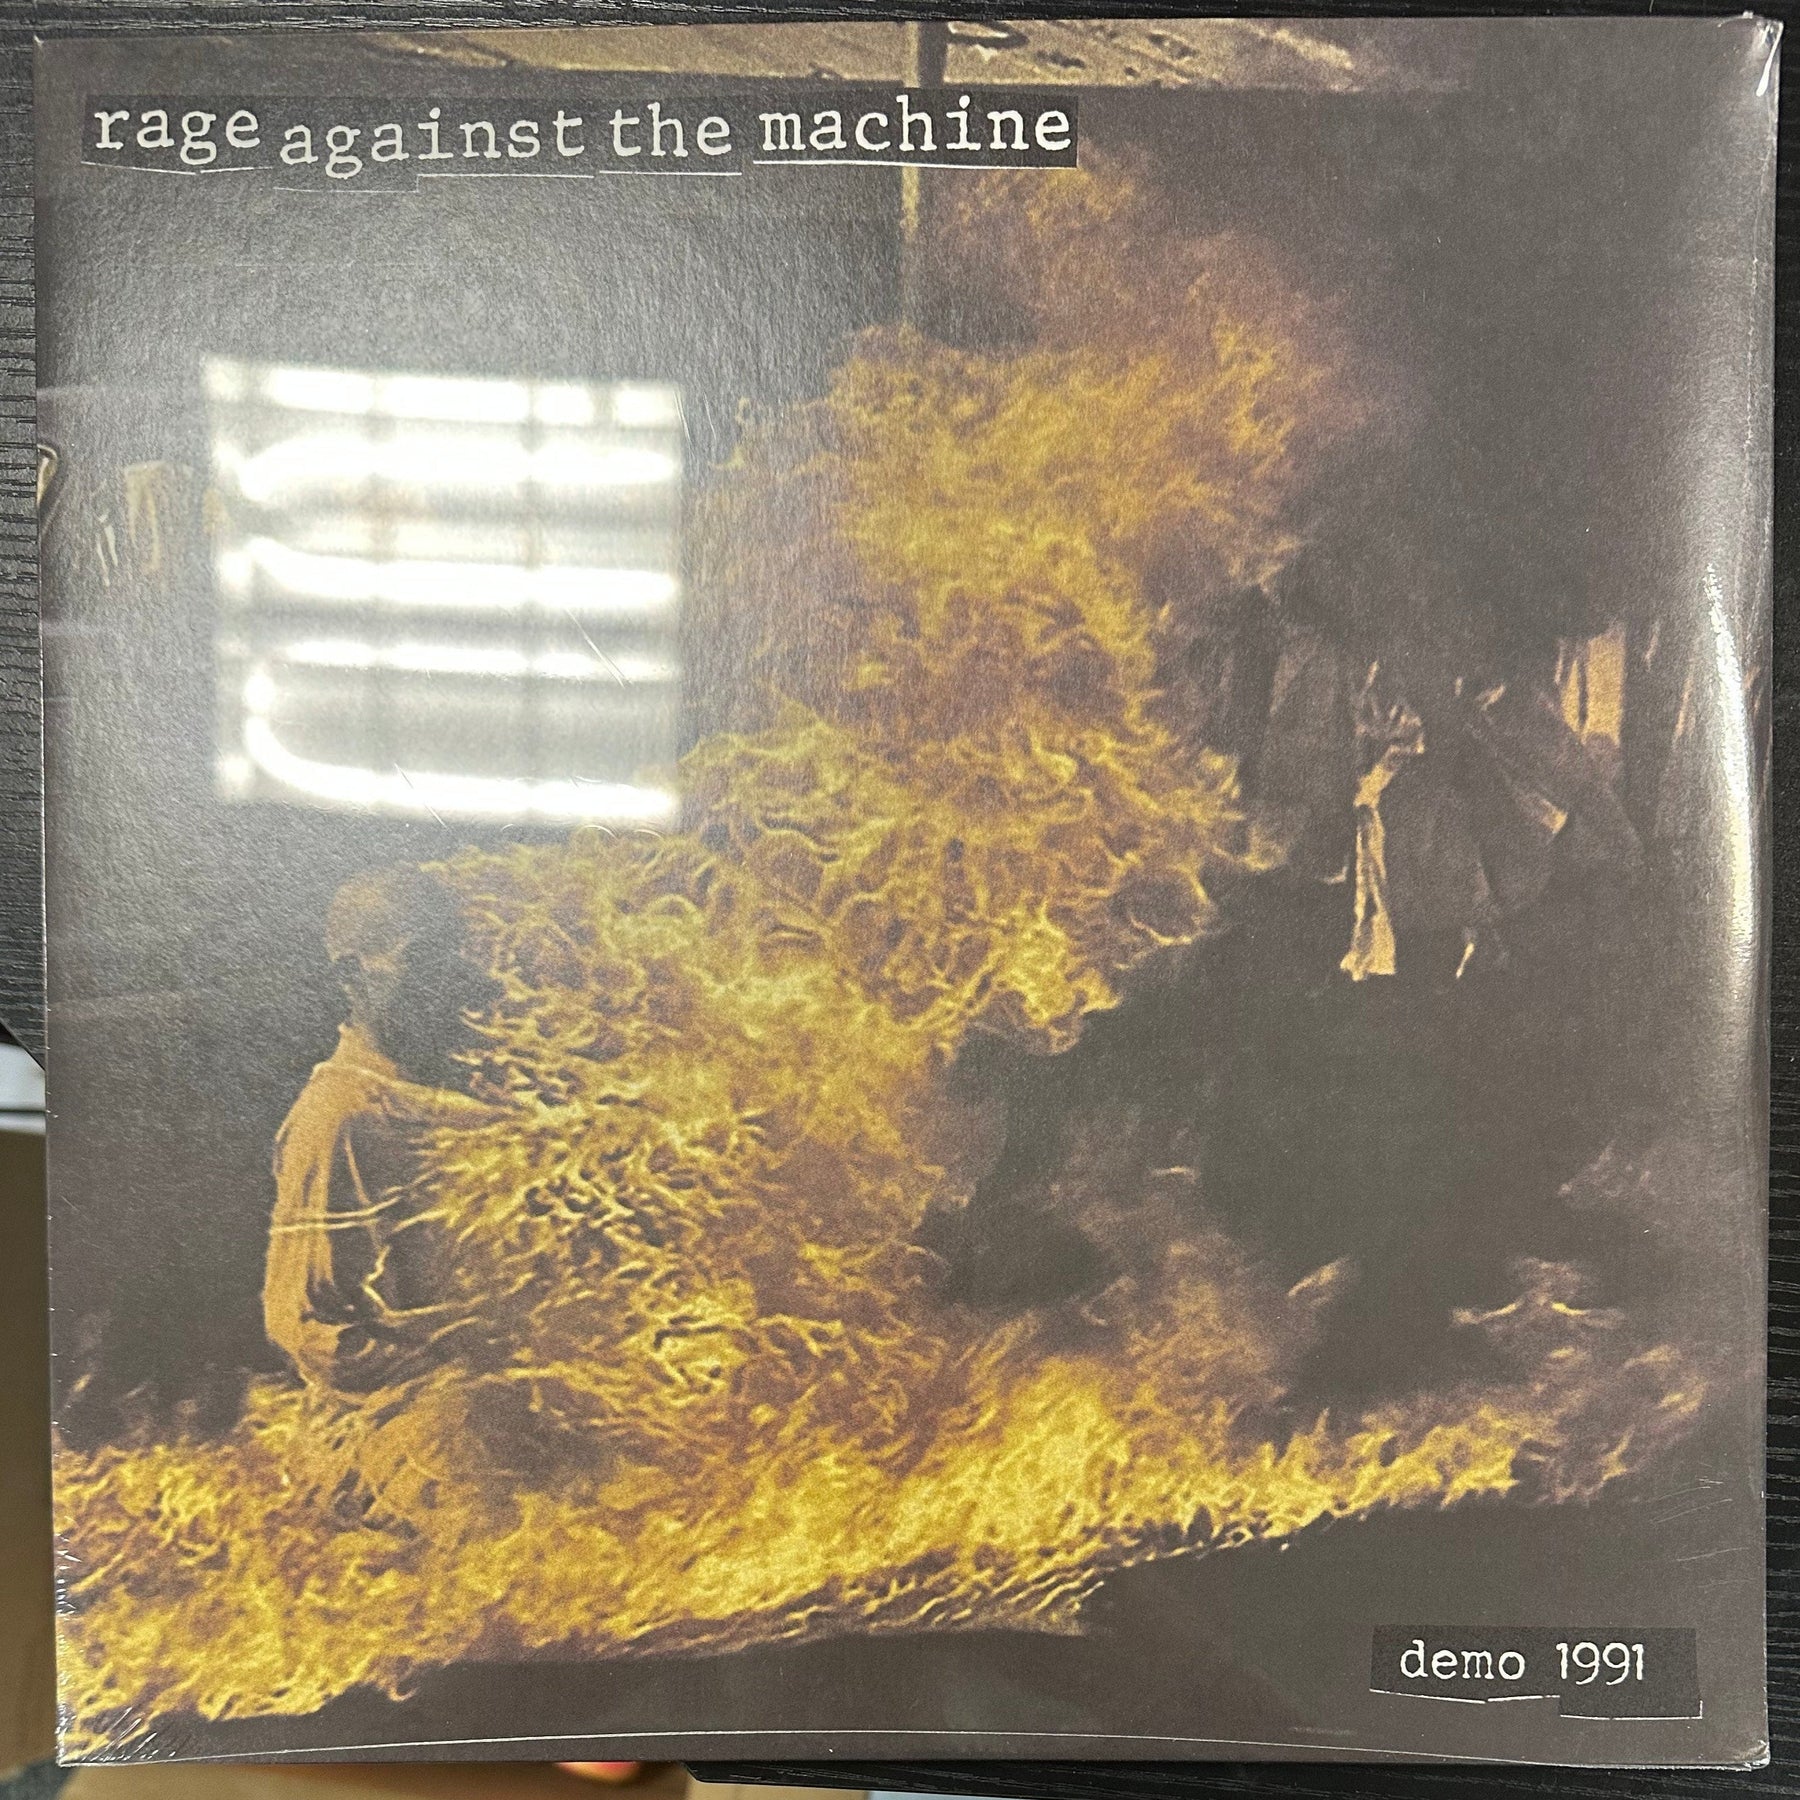 rage against the machine
demo 1991